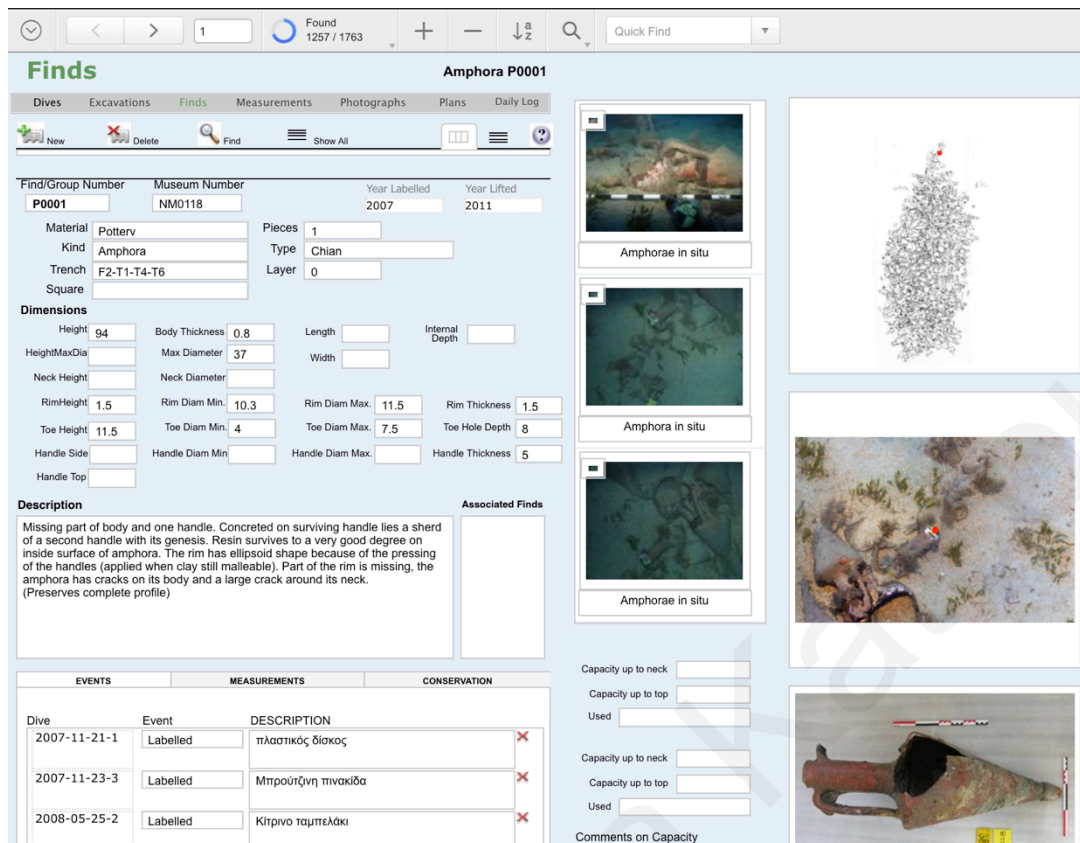 1
Found
1257 / 1763
Quick Find
Finds
Amphora P0001
Dives Excavations Finds Measurements Photographs Plans Daily Log
New Delete Find Show All
Find/Group Number Museum Number Year Labelled Year Lifted
P0001 NM0118 2007 2011
Material Pottery Pieces 1
Kind Amphora Type Chian
Trench F2-T1-T4-T6 Layer 0
Square
Dimensions
Height 94 Body Thickness 0.8 Length Internal Depth
HeightMaxDia Max Diameter 37 Width
Neck Height Neck Diameter
RimHeight 1.5 Rim Diam Min. 10.3 Rim Diam Max. 11.5 Rim Thickness 1.5
Toe Height 11.5 Toe Diam Min. 4 Toe Diam Max. 7.5 Toe Hole Depth 8
Handle Side Handle Diam Min Handle Diam Max. Handle Thickness 5
Handle Top
Description Associated Finds
Missing part of body and one handle. Concreted on surviving handle lies a sherd
of a second handle with its genesis. Resin survives to a very good degree on
inside surface of amphora. The rim has ellipsoid shape because of the pressing
of the handles (applied when clay still malleable). Part of the rim is missing, the
amphora has cracks on its body and a large crack around its neck.
(Preserves complete profile)
EVENTS MEASUREMENTS CONSERVATION
Dive Event DESCRIPTION
2007-11-21-1 Labelled πλαστικός δίσκος
2007-11-23-3 Labelled Μπρούτζινη πινακίδα
2008-05-25-2 Labelled Κίτρινο ταμπελάκι
Amphorae in situ
Amphora in situ
Amphorae in situ
Capacity up to neck
Capacity up to top
Used
Capacity up to neck
Capacity up to top
Used
Comments on Capacity